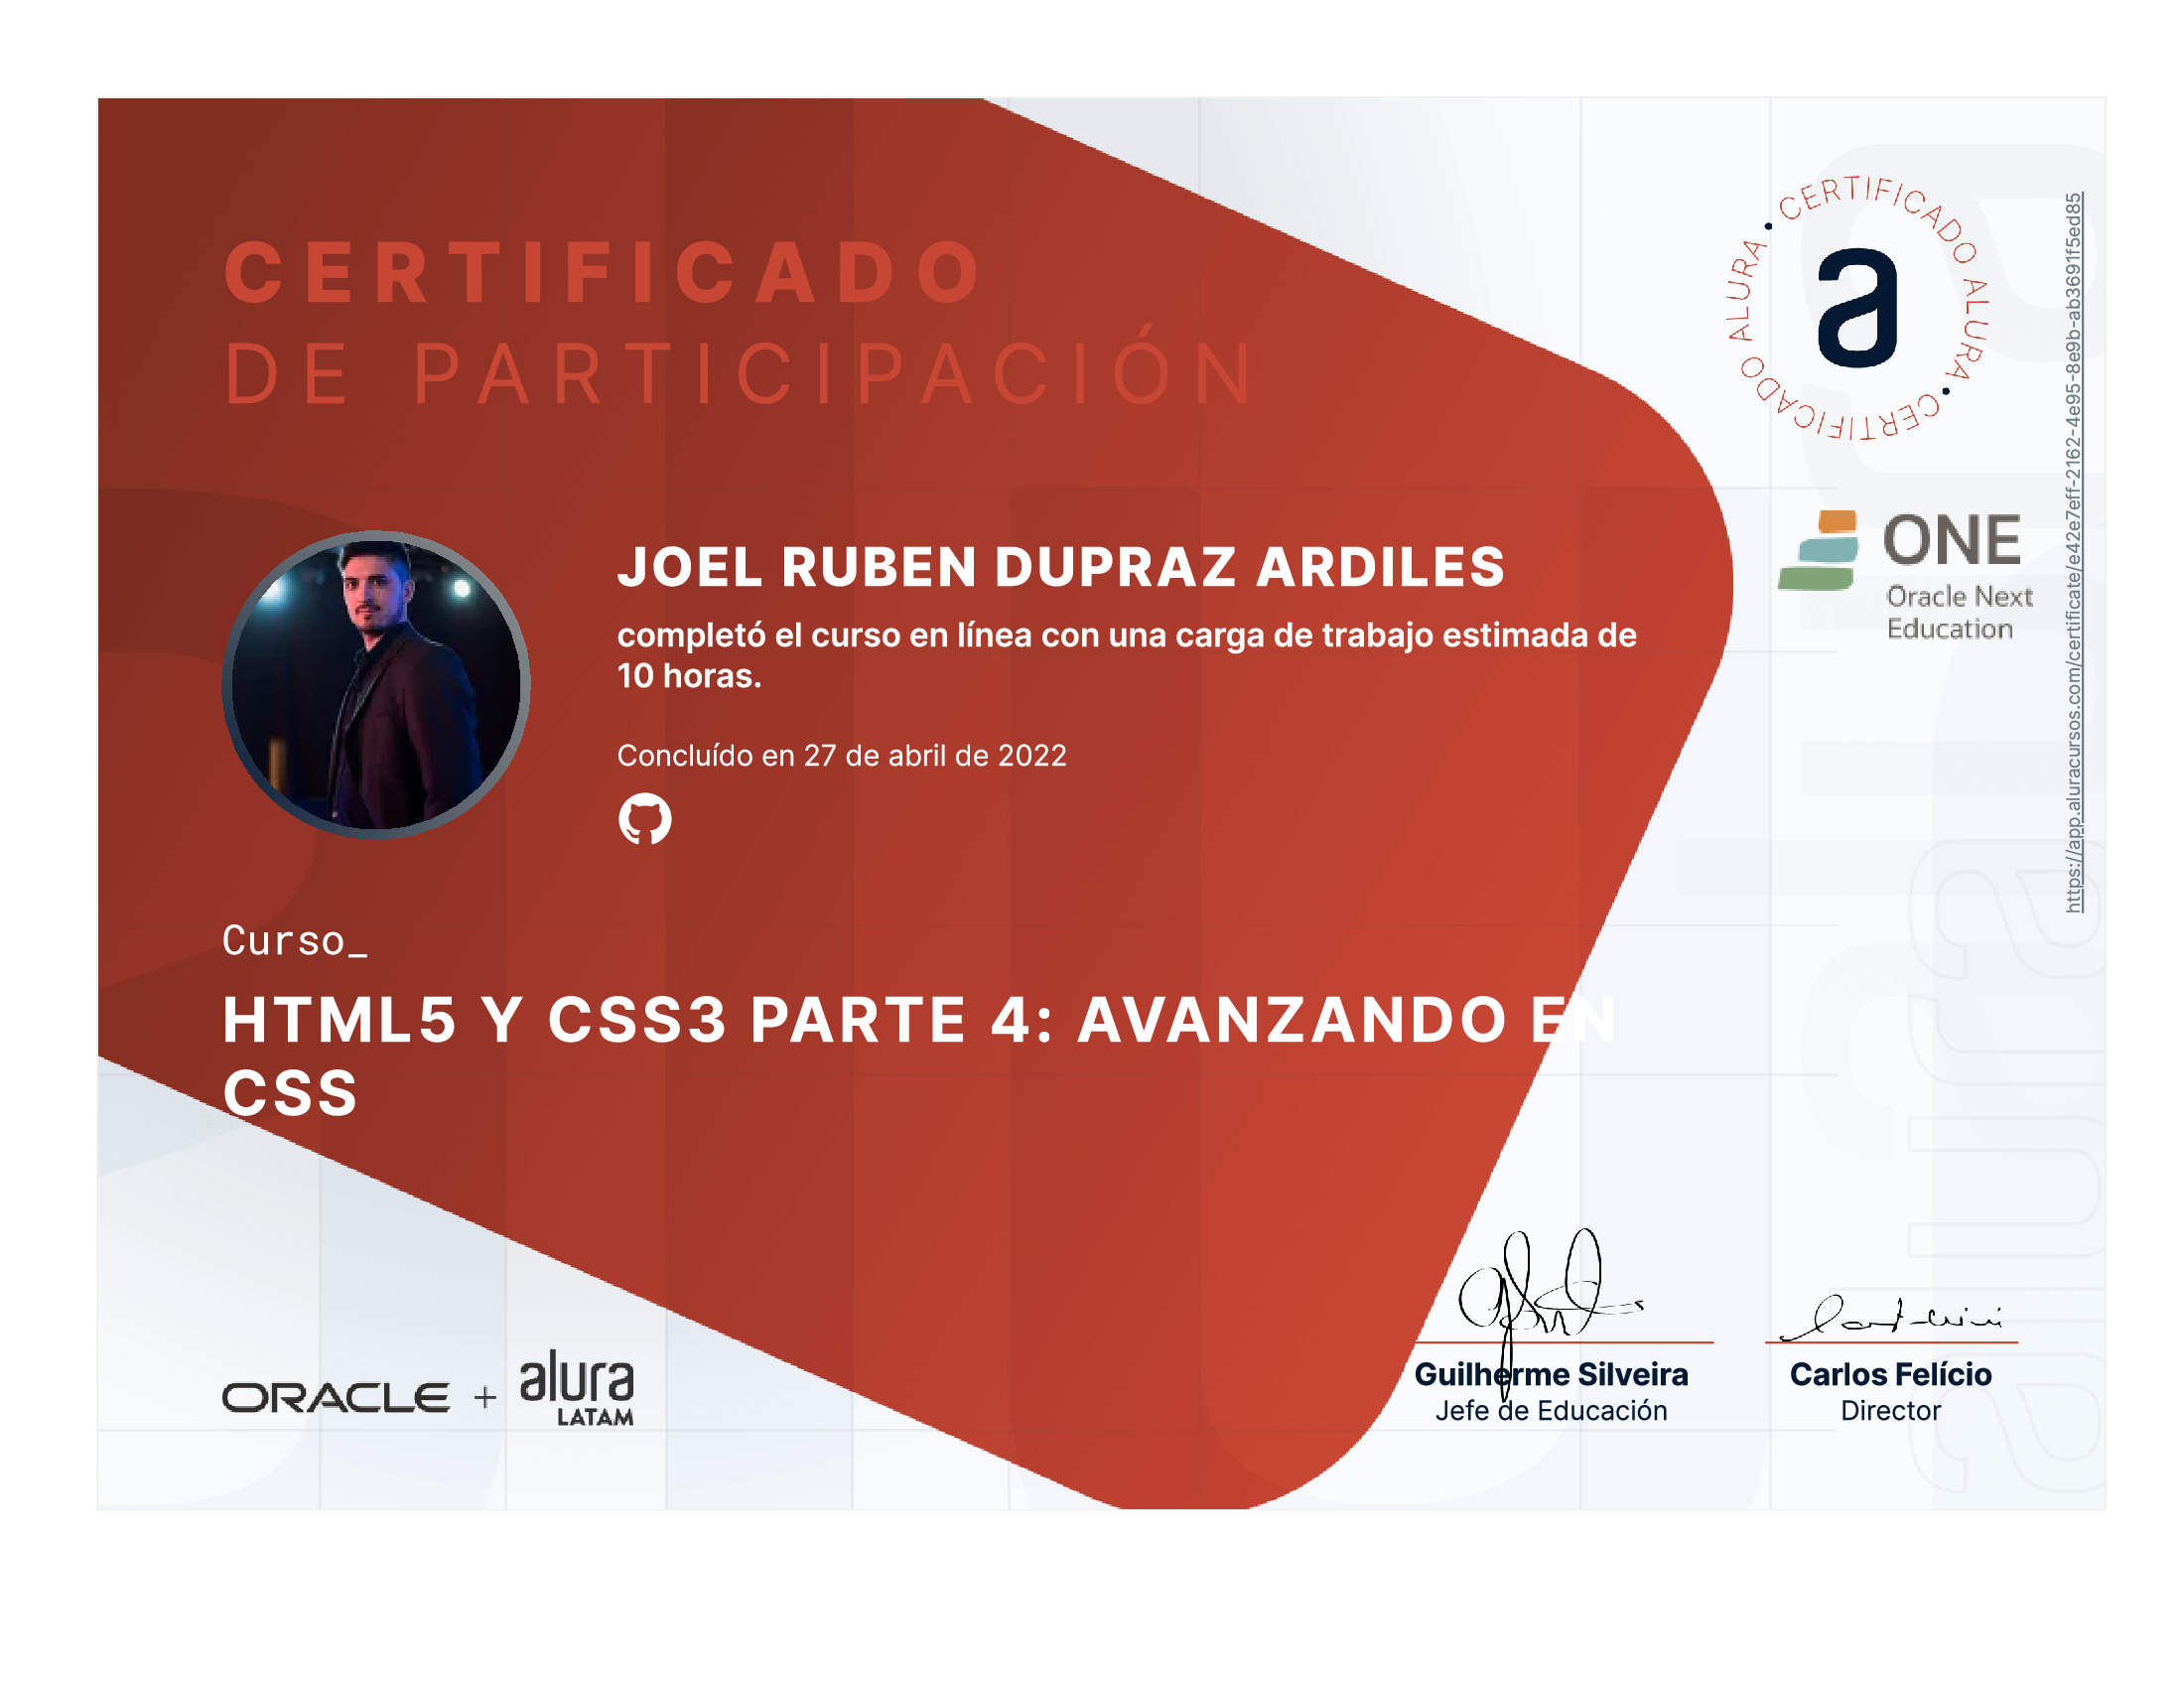 CERTIFICADO
DE PARTICIPACIÓN
CERTIFICADO ALURA • CERTIFICADO ALURA •
a
https://app.aluracursos.com/certificate/e42e7eff-2162-4e95-8e9b-ab3691f5ed85
ONE
Oracle Next
Education
JOEL RUBEN DUPRAZ ARDILES
completó el curso en línea con una carga de trabajo estimada de
10 horas.
Concluído en 27 de abril de 2022
Curso_
HTML5 Y CSS3 PARTE 4: AVANZANDO EN
CSS
ORACLE + alura
LATAM
Guilherme Silveira
Jefe de Educación
Carlos Felício
Director
alura